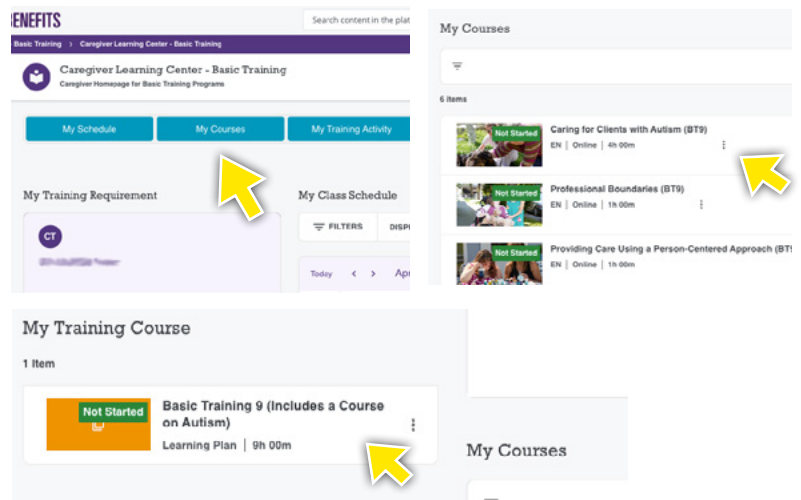 BENEFITS
Search content in the plat
Basic Training > Caregiver Learning Center - Basic Training
Caregiver Learning Center - Basic Training
Caregiver Homepage for Basic Training Programs
My Schedule
My Courses
My Training Activity
My Training Requirement
My Class Schedule
FILTERS
DISP
CT
Today < > Apr
My Courses
6 items
Not Started
Caring for Clients with Autism (BT9)
EN | Online | 4h 00m
Not Started
Professional Boundaries (BT9)
EN | Online | 1h 00m
Not Started
Providing Care Using a Person-Centered Approach (BT9
EN | Online | 1h 00m
My Training Course
1 Item
Not Started
Basic Training 9 (Includes a Course
on Autism)
Learning Plan | 9h 00m
My Courses